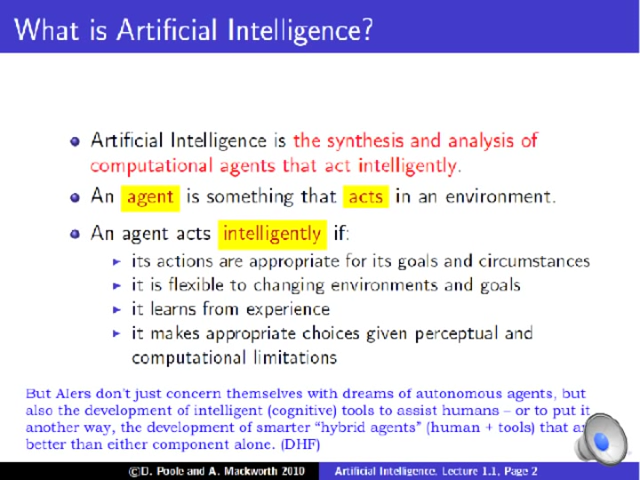 What is Artificial Intelligence?
Artificial Intelligence is the synthesis and analysis of
computational agents that act intelligently.
An agent is something that acts in an environment.
An agent acts intelligently if:
its actions are appropriate for its goals and circumstances
it is flexible to changing environments and goals
it learns from experience
it makes appropriate choices given perceptual and
computational limitations
But AIers don't just concern themselves with dreams of autonomous agents, but
also the development of intelligent (cognitive) tools to assist humans – or to put it
another way, the development of smarter “hybrid agents” (human + tools) that
better than either component alone. (DHF)
©D. Poole and A. Mackworth 2010 Artificial Intelligence, Lecture 1.1, Page 2